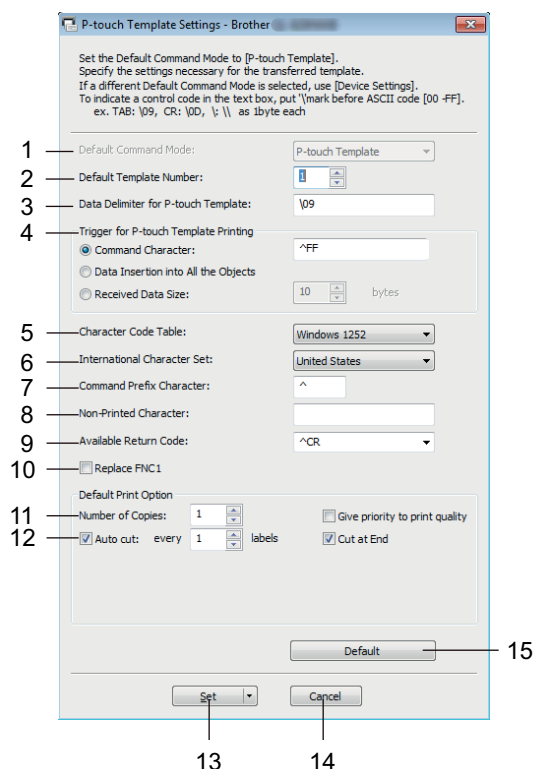 P-touch Template Settings - Brother
Set the Default Command Mode to [P-touch Template].
Specify the settings necessary for the transferred template.
If a different Default Command Mode is selected, use [Device Settings].
To indicate a control code in the text box, put '\'mark before ASCII code [00 -FF].
ex. TAB: \09, CR: \0D, \: \\ as 1byte each
1 Default Command Mode: P-touch Template
2 Default Template Number: 1
3 Data Delimiter for P-touch Template: \09
4 Trigger for P-touch Template Printing
Command Character: ^FF
Data Insertion into All the Objects
Received Data Size: 10 bytes
5 Character Code Table: Windows 1252
6 International Character Set: United States
7 Command Prefix Character: ^
8 Non-Printed Character:
9 Available Return Code: ^CR
10 Replace FNC1
Default Print Option
11 Number of Copies: 1 Give priority to print quality
12 Auto cut: every 1 labels Cut at End
Default 15
Set Cancel
13 14